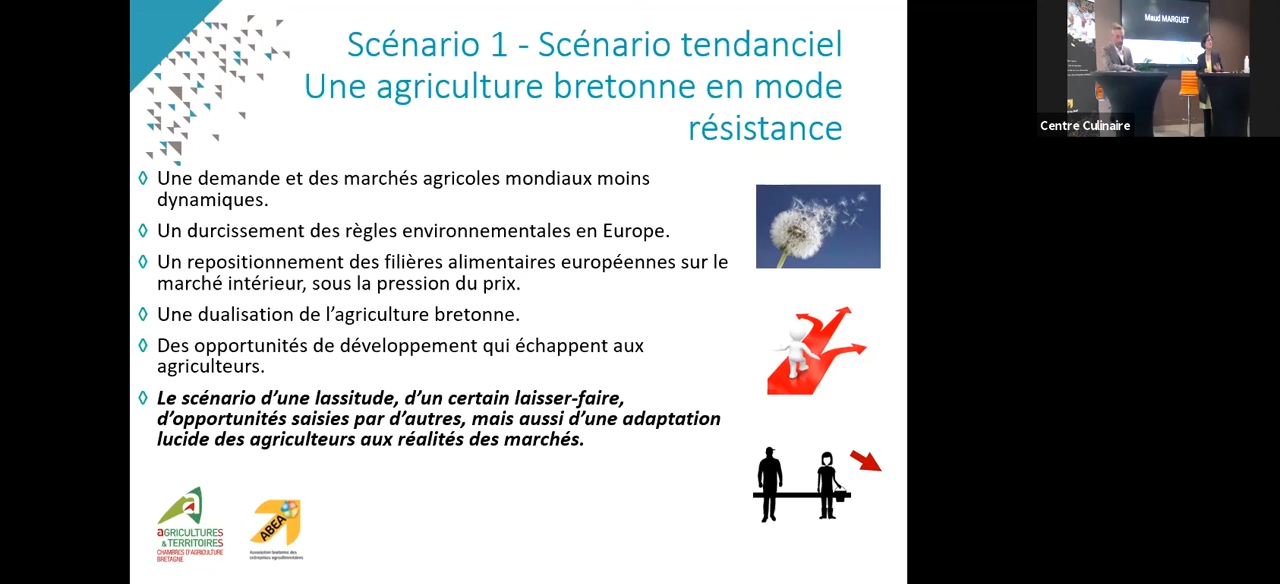 Scénario 1 - Scénario tendanciel
Une agriculture bretonne en mode
résistance
◊ Une demande et des marchés agricoles mondiaux moins
dynamiques.
◊ Un durcissement des règles environnementales en Europe.
◊ Un repositionnement des filières alimentaires européennes sur le
marché intérieur, sous la pression du prix.
◊ Une dualisation de l’agriculture bretonne.
◊ Des opportunités de développement qui échappent aux
agriculteurs.
◊ Le scénario d’une lassitude, d’un certain laisser-faire,
d’opportunités saisies par d’autres, mais aussi d’une adaptation
lucide des agriculteurs aux réalités des marchés.
aGRICULTURES
& TERRITOIRES
CHAMBRES D'AGRICULTURE
BRETAGNE
ABEA
Association bretonne des
entreprises agroalimentaires
Maud MARGUET
Centre Culinaire